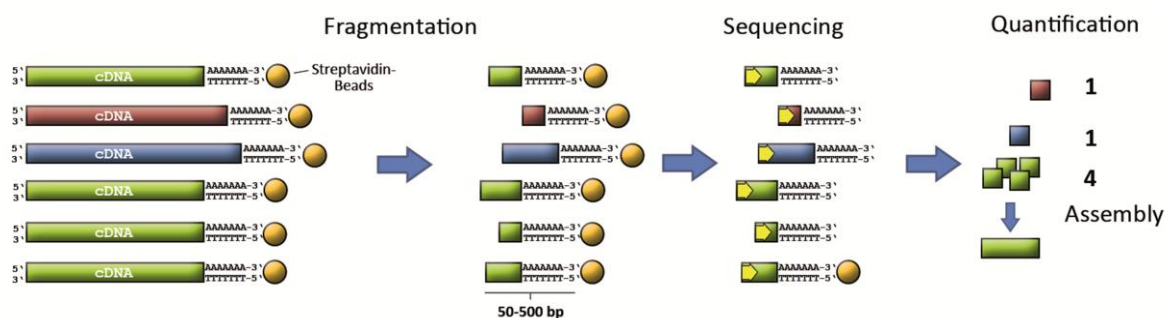 Fragmentation
Sequencing
Quantification
5' cDNA AAAAAAA-3'
3' TTTTTTT-5'
Streptavidin-
Beads
5' cDNA AAAAAAA-3'
3' TTTTTTT-5'
5' cDNA AAAAAAA-3'
3' TTTTTTT-5'
5' cDNA AAAAAAA-3'
3' TTTTTTT-5'
5' cDNA AAAAAAA-3'
3' TTTTTTT-5'
5' cDNA AAAAAAA-3'
3' TTTTTTT-5'
AAAAAAA-3'
TTTTTTT-5'
AAAAAAA-3'
TTTTTTT-5'
AAAAAAA-3'
TTTTTTT-5'
AAAAAAA-3'
TTTTTTT-5'
AAAAAAA-3'
TTTTTTT-5'
AAAAAAA-3'
TTTTTTT-5'
50-500 bp
AAAAAAA-3'
TTTTTTT-5'
AAAAAAA-3'
TTTTTTT-5'
AAAAAAA-3'
TTTTTTT-5'
AAAAAAA-3'
TTTTTTT-5'
AAAAAAA-3'
TTTTTTT-5'
AAAAAAA-3'
TTTTTTT-5'
1
1
4
Assembly